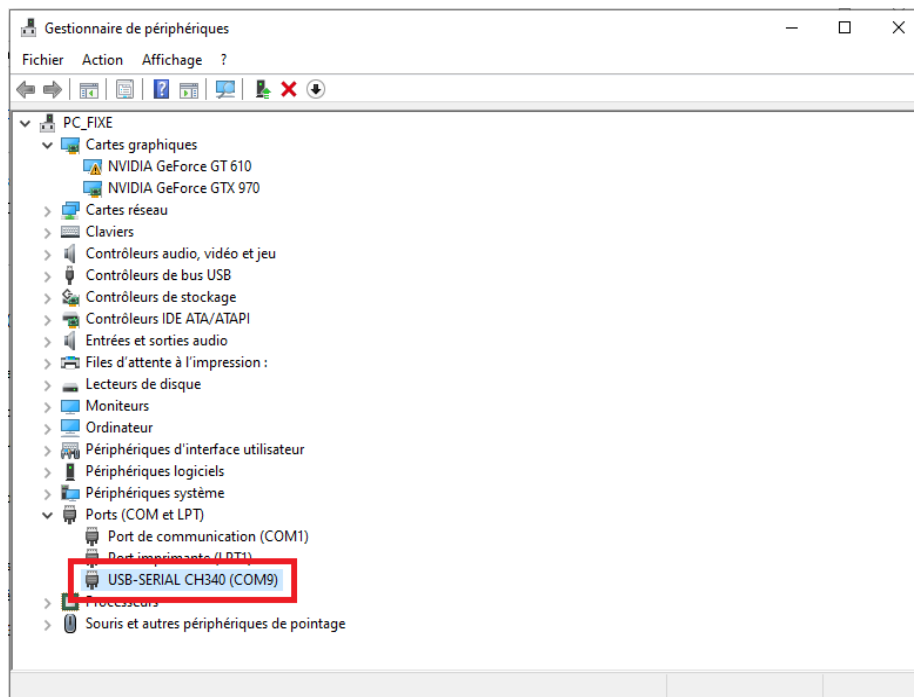 Gestionnaire de périphériques
Fichier Action Affichage ?
PC_FIXE
Cartes graphiques
NVIDIA GeForce GT 610
NVIDIA GeForce GTX 970
Cartes réseau
Claviers
Contrôleurs audio, vidéo et jeu
Contrôleurs de bus USB
Contrôleurs de stockage
Contrôleurs IDE ATA/ATAPI
Entrées et sorties audio
Files d'attente à l'impression :
Lecteurs de disque
Moniteurs
Ordinateur
Périphériques d'interface utilisateur
Périphériques logiciels
Périphériques système
Ports (COM et LPT)
Port de communication (COM1)
Port imprimante (LPT1)
USB-SERIAL CH340 (COM9)
Processeurs
Souris et autres périphériques de pointage